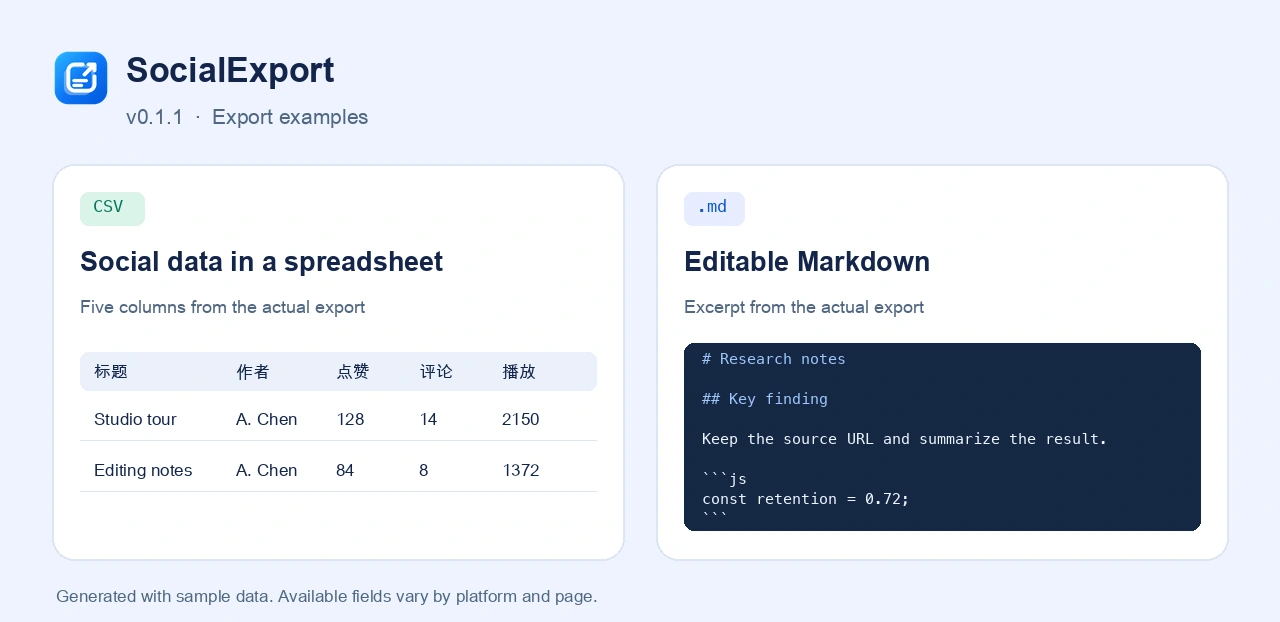 SocialExport
v0.1.1 · Export examples
CSV
Social data in a spreadsheet
Five columns from the actual export
标题 作者 点赞 评论 播放
Studio tour A. Chen 128 14 2150
Editing notes A. Chen 84 8 1372
.md
Editable Markdown
Excerpt from the actual export
# Research notes
## Key finding
Keep the source URL and summarize the result.
```js
const retention = 0.72;
```
Generated with sample data. Available fields vary by platform and page.